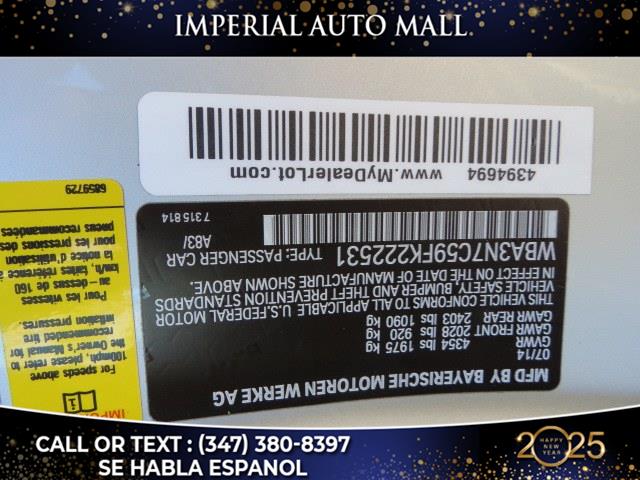 IMPERIAL AUTO MALL
4394694
www.MyDealerLot.com
MFD BY BAYERISCHE MOTOREN WERKE AG
07/14
GVWR 4354 lbs 1975 kg
GAWR FRONT 2028 lbs 920 kg
GAWR REAR 2403 lbs 1090 kg
THIS VEHICLE CONFORMS TO ALL APPLICABLE U.S.FEDERAL MOTOR
VEHICLE SAFETY, BUMPER AND THEFT PREVENTION STANDARDS
IN EFFECT ON THE DATE OF MANUFACTURE SHOWN ABOVE.
WBA3N7C59FK222531 TYPE: PASSENGER CAR
A83/
7315814
For speeds above
100mph, please refer to
the Owner's Manual for
recommended tire
inflation pressures.
Pour les vitesses
au-dessus de 160
km/h, faites référence à
la notice d'utilisation
pour les pressions des
pneus recommandées
6859729
CALL OR TEXT : (347) 380-8397
SE HABLA ESPANOL
2025
HAPPY
NEW YEAR